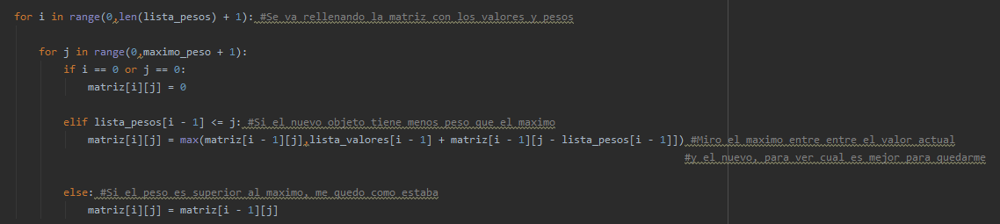 for i in range(0,len(lista_pesos) + 1): #Se va rellenando la matriz con los valores y pesos
for j in range(0,maximo_peso + 1):
if i == 0 or j == 0:
matriz[i][j] = 0
elif lista_pesos[i - 1] <= j: #Si el nuevo objeto tiene menos peso que el maximo
matriz[i][j] = max(matriz[i - 1][j],lista_valores[i - 1] + matriz[i - 1][j - lista_pesos[i - 1]]) #Miro el maximo entre entre el valor actual
#y el nuevo, para ver cual es mejor para quedarme
else: #Si el peso es superior al maximo, me quedo como estaba
matriz[i][j] = matriz[i - 1][j]